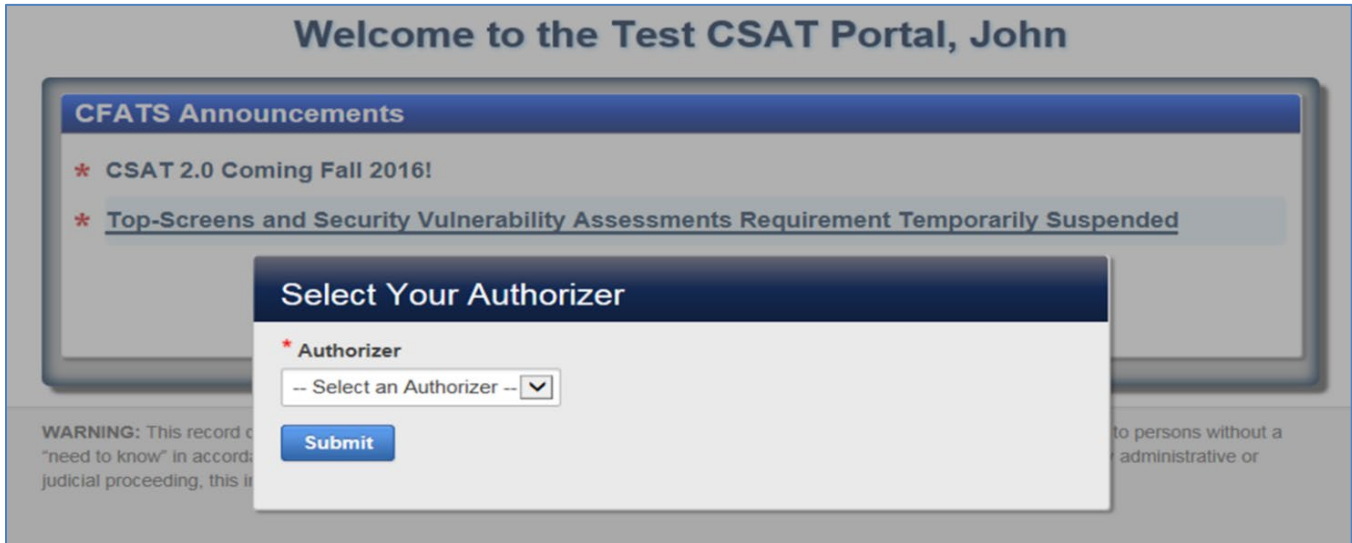 Welcome to the Test CSAT Portal, John
CFATS Announcements
* CSAT 2.0 Coming Fall 2016!
* Top-Screens and Security Vulnerability Assessments Requirement Temporarily Suspended
Select Your Authorizer
* Authorizer
-- Select an Authorizer --
Submit
WARNING: This record to persons without a
"need to know" in administrative or
judicial proceeding, this